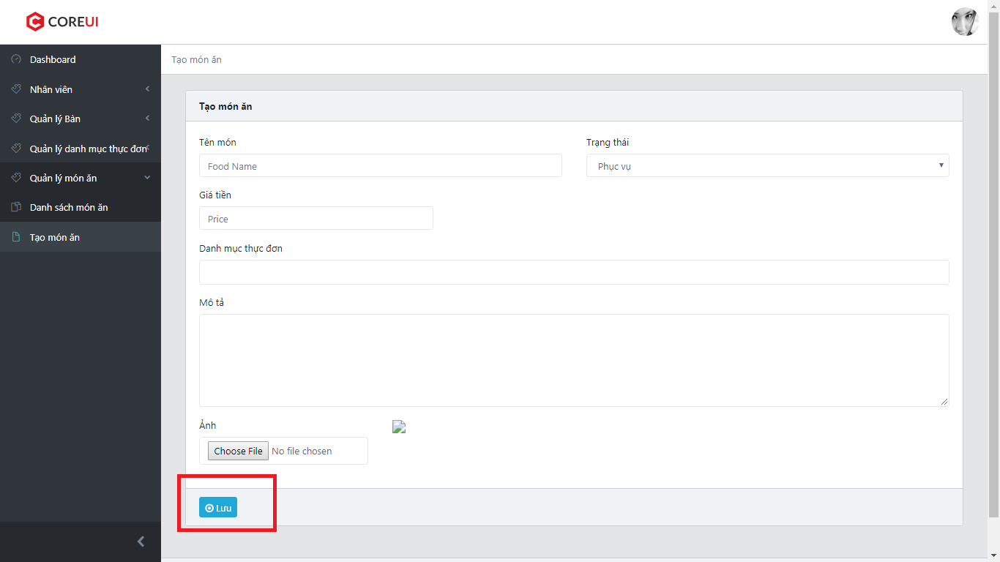 COREUI
Dashboard
Nhân viên
Quản lý Bàn
Quản lý danh mục thực đơn
Quản lý món ăn
Danh sách món ăn
Tạo món ăn
Tạo món ăn
Tạo món ăn
Tên món
Trạng thái
Food Name
Phục vụ
Giá tiền
Price
Danh mục thực đơn
Mô tả
Ảnh
Choose File No file chosen
Lưu